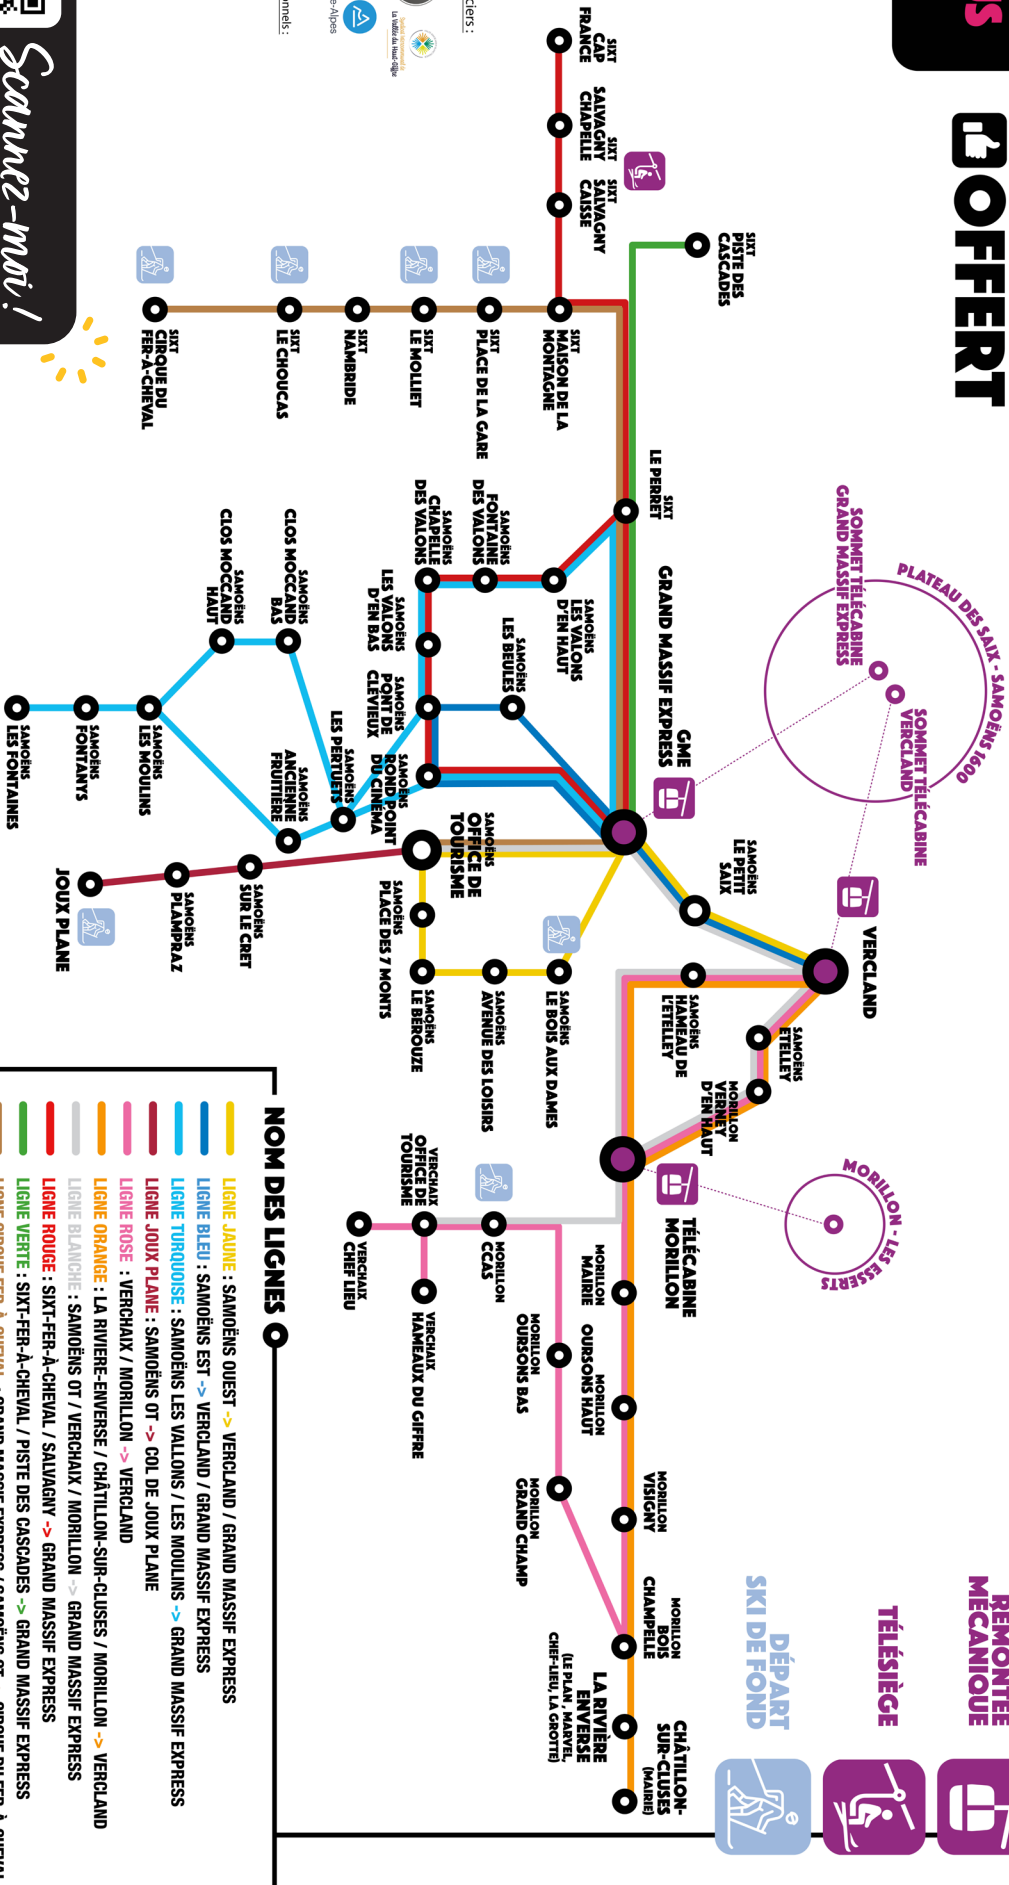 OFFERT
Scannez-moi !
ciers :
onnels :
e-Alpes
SIXT
CAP
FRANCE
SIXT
SALVAGNY
CHAPELLE
SIXT
SALVAGNY
CAISSE
SIXT
PISTE DES
CASCADES
SIXT
MAISON DE LA
MONTAGNE
SIXT
PLACE DE LA GARE
SIXT
LE MOLLIET
SIXT
NAMBRIDE
SIXT
LE CHOUCAS
SIXT
CIRQUE DU
FER-À-CHEVAL
SIXT
LE PERRET
GME
GRAND MASSIF EXPRESS
SAMOËNS
LES VALLONS
D'EN HAUT
SAMOËNS
FONTAINE
DES VALONS
SAMOËNS
CHAPELLE
DES VALONS
SAMOËNS
LES VALONS
D'EN BAS
SAMOËNS
LES BEULES
SAMOËNS
PONT DE
CLÉVIEUX
SAMOËNS
ROND POINT
DU CINÉMA
SAMOËNS
LES PERTUETS
SAMOËNS
CLOS MOCCAND
BAS
SAMOËNS
CLOS MOCCAND
HAUT
SAMOËNS
ANCIENNE
FRUITIÈRE
SAMOËNS
LES MOULINS
SAMOËNS
FONTANYS
SAMOËNS
LES FONTAINES
SAMOËNS
OFFICE DE
TOURISME
SAMOËNS
SUR LE CRET
SAMOËNS
PLAMPRAZ
JOUX PLANE
SAMOËNS
PLACE DES 7 MONTS
SAMOËNS
LE BEROUZE
SAMOËNS
AVENUE DES LOISIRS
SAMOËNS
LE BOIS AUX DAMES
SAMOËNS
LE PETIT
SAIX
VERCLAND
SAMOËNS
HAMEAU DE
L'ETELLEY
SAMOËNS
ETELLEY
MORILLON
VERNEY
D'EN HAUT
PLATEAU DES SAIX - SAMOËNS 1600
SOMMET TÉLÉCABINE
GRAND MASSIF EXPRESS
SOMMET TÉLÉCABINE
VERCLAND
MORILLON - LES ESSERTS
TÉLÉCABINE
MORILLON
MORILLON
CCAS
VERCHAIX
OFFICE DE
TOURISME
VERCHAIX
CHEF LIEU
VERCHAIX
HAMEAUX DU GIFFRE
MORILLON
MAIRIE
MORILLON
OURSONS HAUT
MORILLON
OURSONS BAS
MORILLON
GRAND CHAMP
MORILLON
VISIGNY
MORILLON
BOIS
CHAMPELLE
LA RIVIÈRE
ENVERSE
(LE PLAN, MARVEL,
CHEF-LIEU, LA GROTTE)
CHÂTILLON-
SUR-CLUSES
(MAIRIE)
REMONTÉE
MÉCANIQUE
TÉLÉSIÈGE
DÉPART
SKI DE FOND
NOM DES LIGNES
LIGNE JAUNE : SAMOËNS OUEST -> VERCLAND / GRAND MASSIF EXPRESS
LIGNE BLEU : SAMOËNS EST -> VERCLAND / GRAND MASSIF EXPRESS
LIGNE TURQUOISE : SAMOËNS LES VALLONS / LES MOULINS -> GRAND MASSIF EXPRESS
LIGNE JOUX PLANE : SAMOËNS OT -> COL DE JOUX PLANE
LIGNE ROSE : VERCHAIX / MORILLON -> VERCLAND
LIGNE ORANGE : LA RIVIERE-ENVERSE / CHÂTILLON-SUR-CLUSES / MORILLON -> VERCLAND
LIGNE BLANCHE : SAMOËNS OT / VERCHAIX / MORILLON -> GRAND MASSIF EXPRESS
LIGNE ROUGE : SIXT-FER-À-CHEVAL / SALVAGNY -> GRAND MASSIF EXPRESS
LIGNE VERTE : SIXT-FER-À-CHEVAL / PISTE DES CASCADES -> GRAND MASSIF EXPRESS